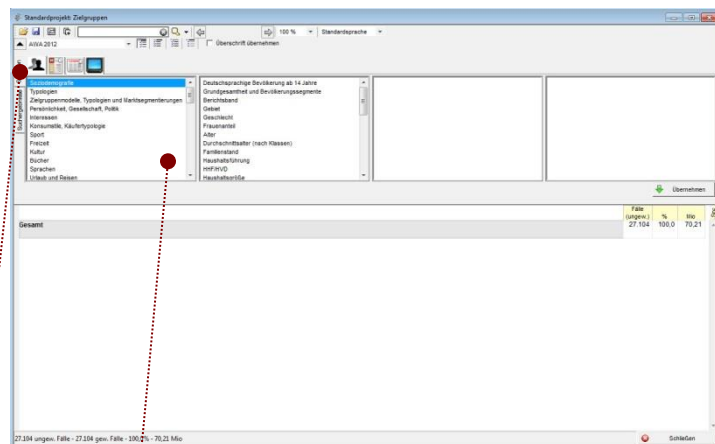 Standardprojekt: Zielgruppen
100 % Standardsprache
AWA 2012 Überschrift übernehmen
Suchergebnisse
Soziodemografie
Typologien
Zielgruppenmodelle, Typologien und Marktsegmentierungen
Persönlichkeit, Gesellschaft, Politik
Interessen
Konsumstile, Käufertypologie
Sport
Freizeit
Kultur
Bücher
Sprachen
Urlaub und Reisen
Deutschsprachige Bevölkerung ab 14 Jahre
Grundgesamtheit und Bevölkerungssegmente
Berichtsband
Gebiet
Geschlecht
Frauenanteil
Alter
Durchschnittsalter (nach Klassen)
Familienstand
Haushaltsführung
HHF/HVD
Haushaltsgröße
Übernehmen
Fälle
(ungew.) % Mio
Gesamt 27.104 100,0 70,21
27.104 ungew. Fälle - 27.104 gew. Fälle - 100,0% - 70,21 Mio
Schließen